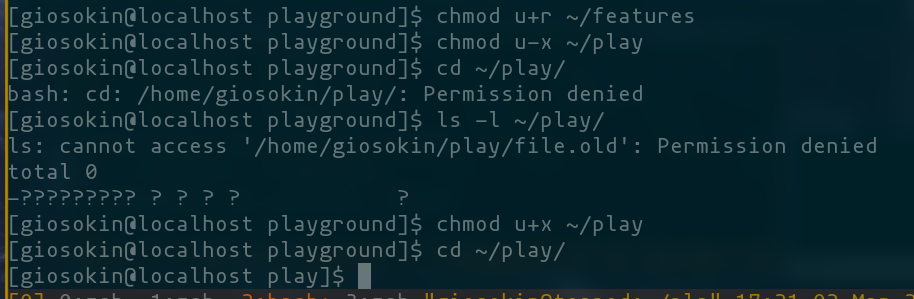 [giosokin@localhost playground]$ chmod u+r ~/features
[giosokin@localhost playground]$ chmod u-x ~/play
[giosokin@localhost playground]$ cd ~/play/
bash: cd: /home/giosokin/play/: Permission denied
[giosokin@localhost playground]$ ls -l ~/play/
ls: cannot access '/home/giosokin/play/file.old': Permission denied
total 0
-????????? ? ? ? ?            ?
[giosokin@localhost playground]$ chmod u+x ~/play
[giosokin@localhost playground]$ cd ~/play/
[giosokin@localhost play]$